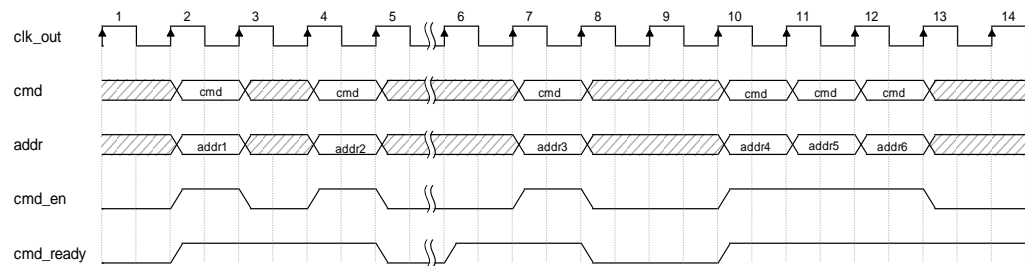 1 2 3 4 5 6 7 8 9 10 11 12 13 14
clk_out
cmd cmd cmd cmd cmd cmd cmd
addr addr1 addr2 addr3 addr4 addr5 addr6
cmd_en
cmd_ready